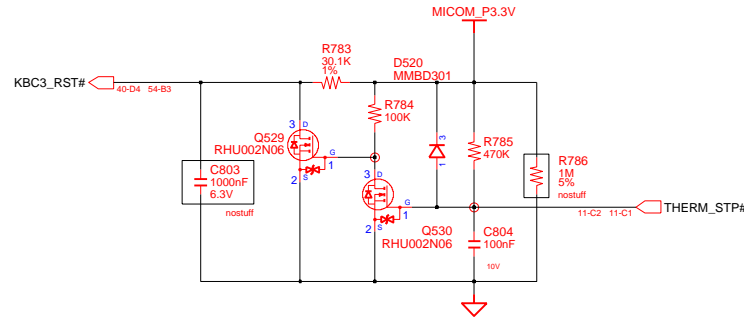 MICOM_P3.3V
R783
30.1K
1%
D520
MMBD301
KBC3_RST#
40-D4 54-B3
R784
100K
3 D
Q529
RHU002N06
G
1
S
2
3
1
R785
470K
R786
1M
5%
nostuff
C803
1000nF
6.3V
nostuff
3 D
G
1
S
2
Q530
RHU002N06
C804
100nF
10V
11-C2 11-C1
THERM_STP#